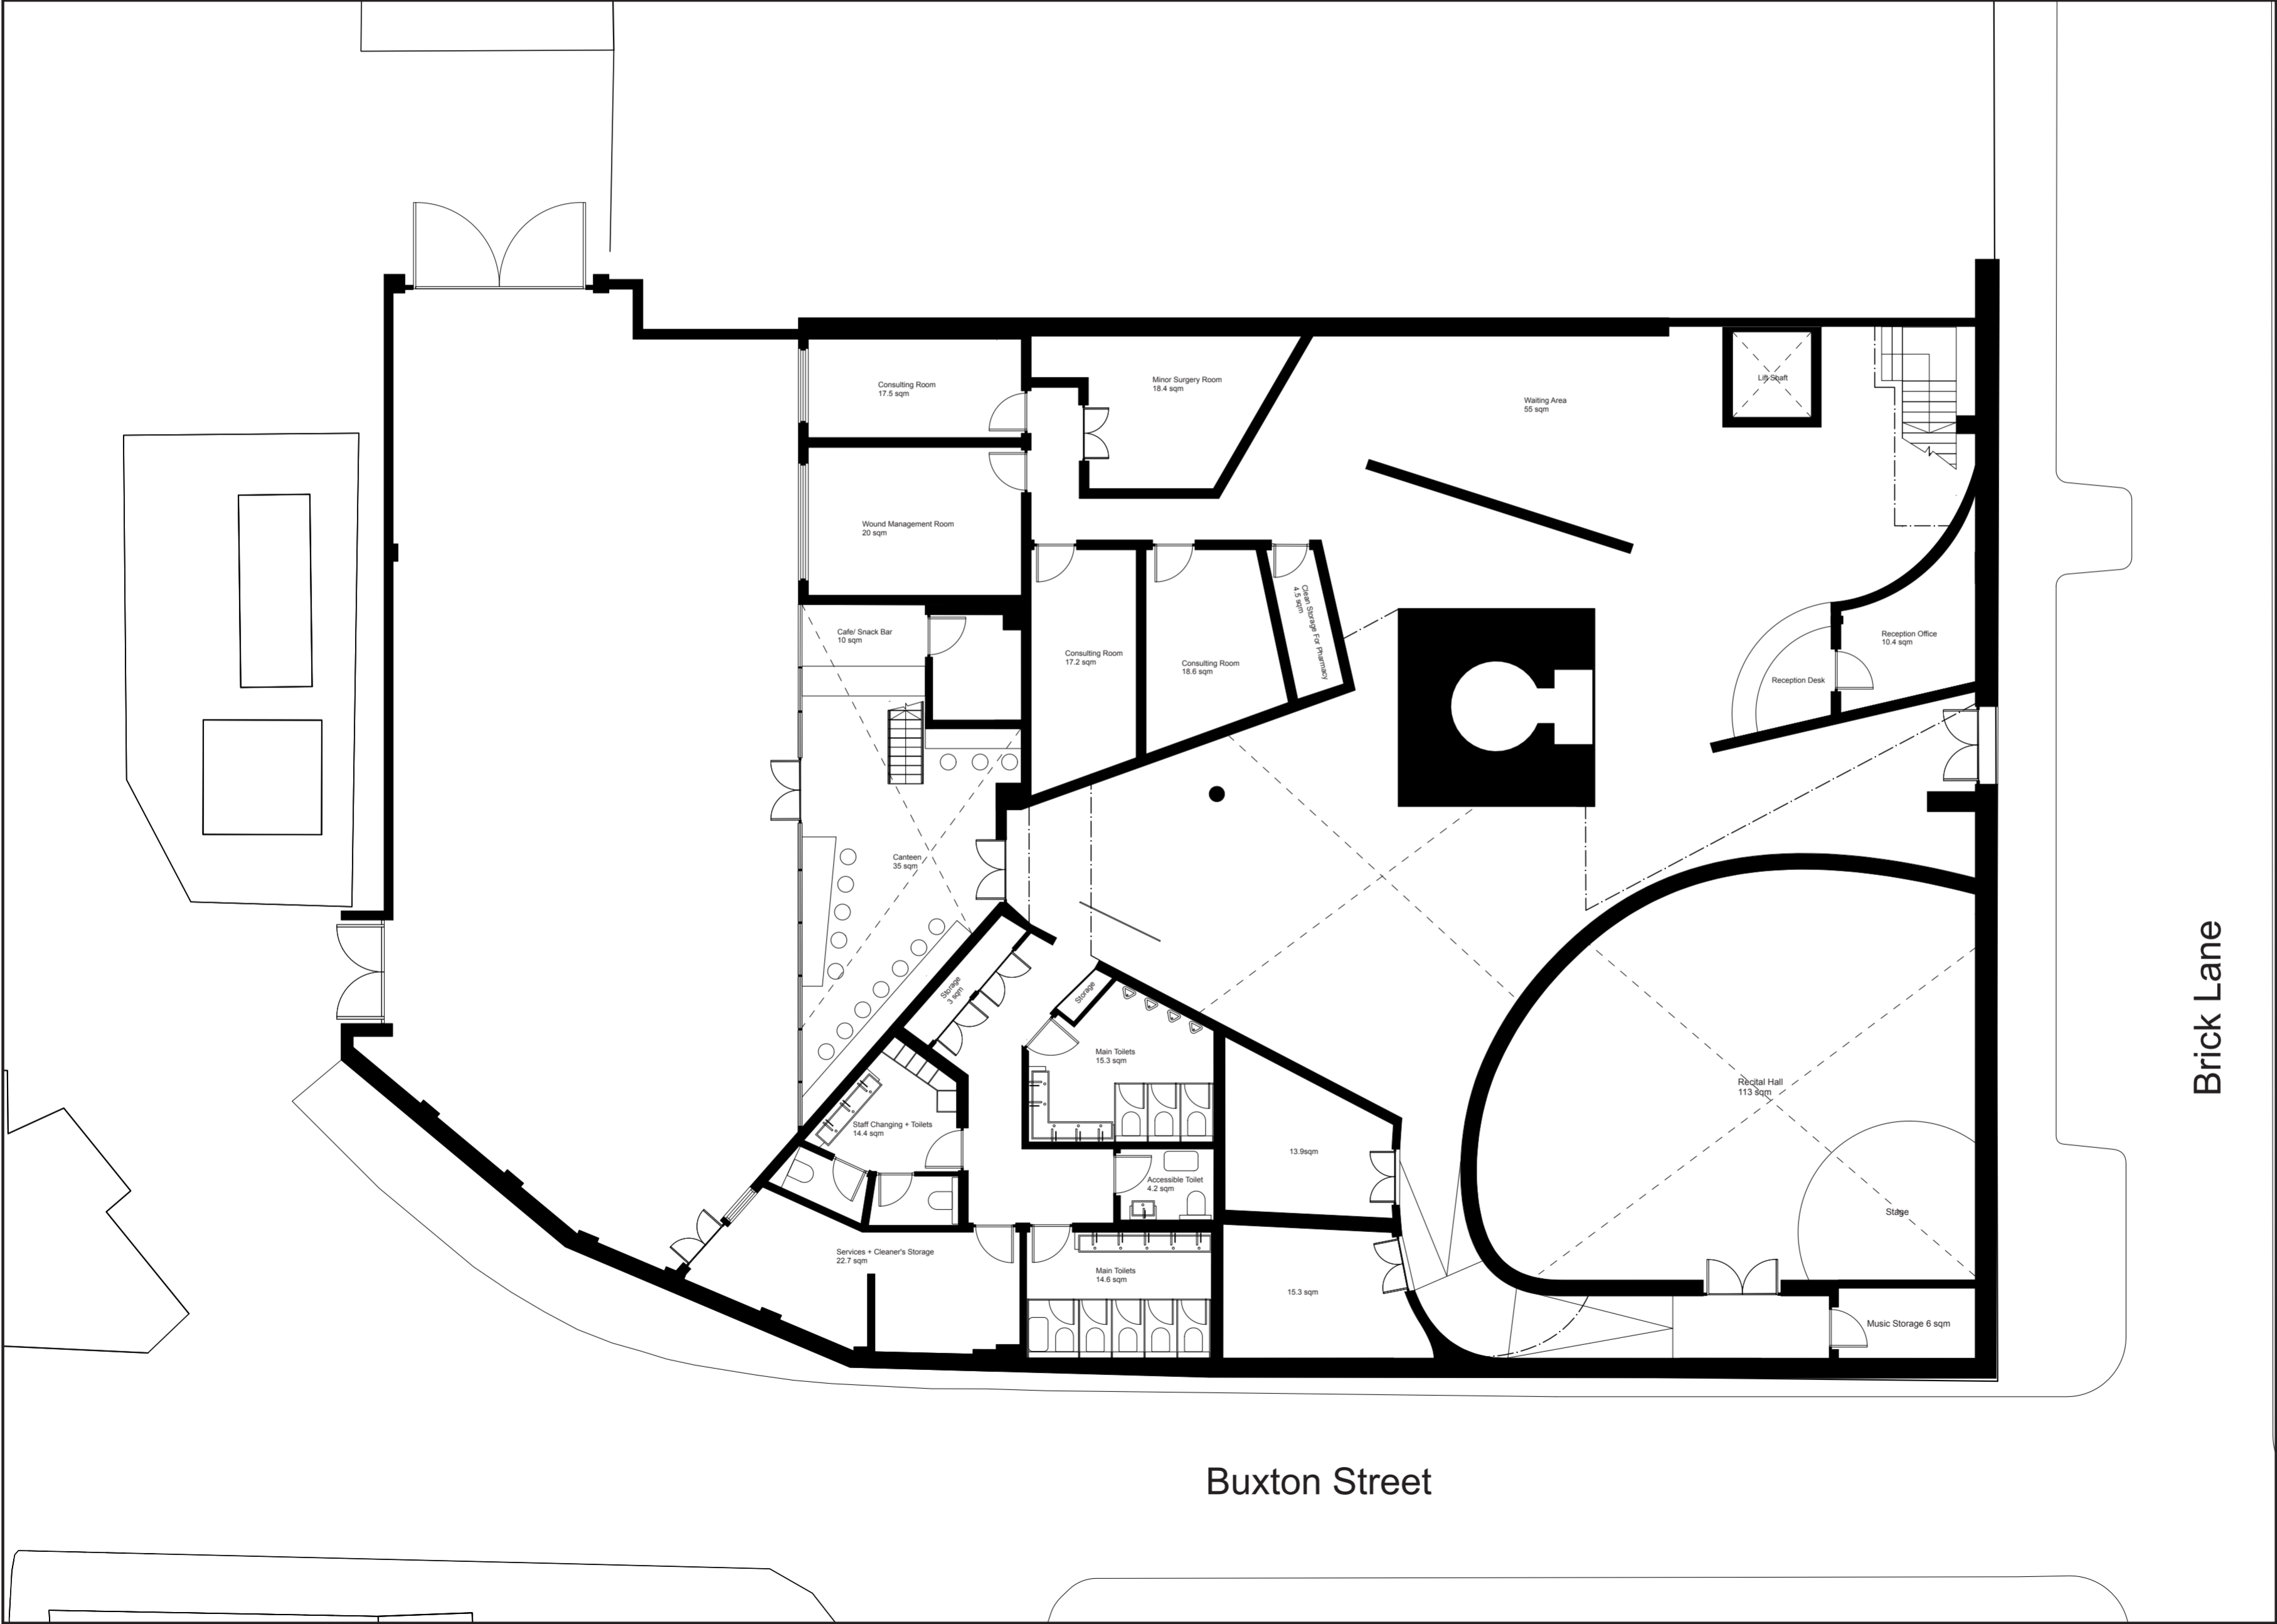 Consulting Room
17.5 sqm
Minor Surgery Room
18.4 sqm
Lift Shaft
Waiting Area
55 sqm
Wound Management Room
20 sqm
Clean Storage For Pharmacy
4.5 sqm
Cafe/ Snack Bar
10 sqm
Consulting Room
17.2 sqm
Consulting Room
18.6 sqm
Reception Office
10.4 sqm
Reception Desk
Canteen
35 sqm
Storage
3 sqm
Storage
Main Toilets
15.3 sqm
Recital Hall
113 sqm
Brick Lane
Staff Changing + Toilets
14.4 sqm
13.9sqm
Accessible Toilet
4.2 sqm
Stage
Services + Cleaner's Storage
22.7 sqm
Main Toilets
14.6 sqm
15.3 sqm
Music Storage 6 sqm
Buxton Street